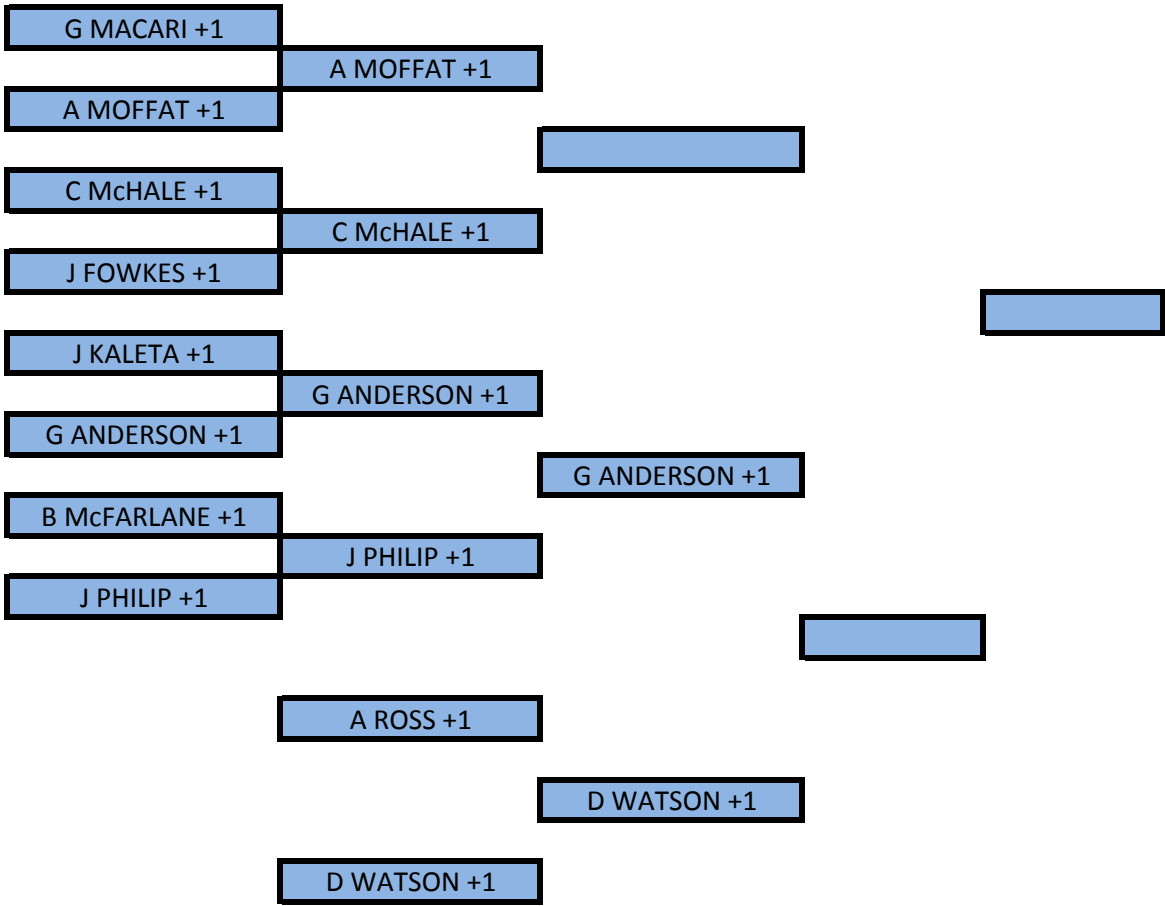 G MACARI +1
A MOFFAT +1
A MOFFAT +1
C McHALE +1
C McHALE +1
J FOWKES +1
J KALETA +1
G ANDERSON +1
G ANDERSON +1
G ANDERSON +1
B McFARLANE +1
J PHILIP +1
J PHILIP +1
A ROSS +1
D WATSON +1
D WATSON +1